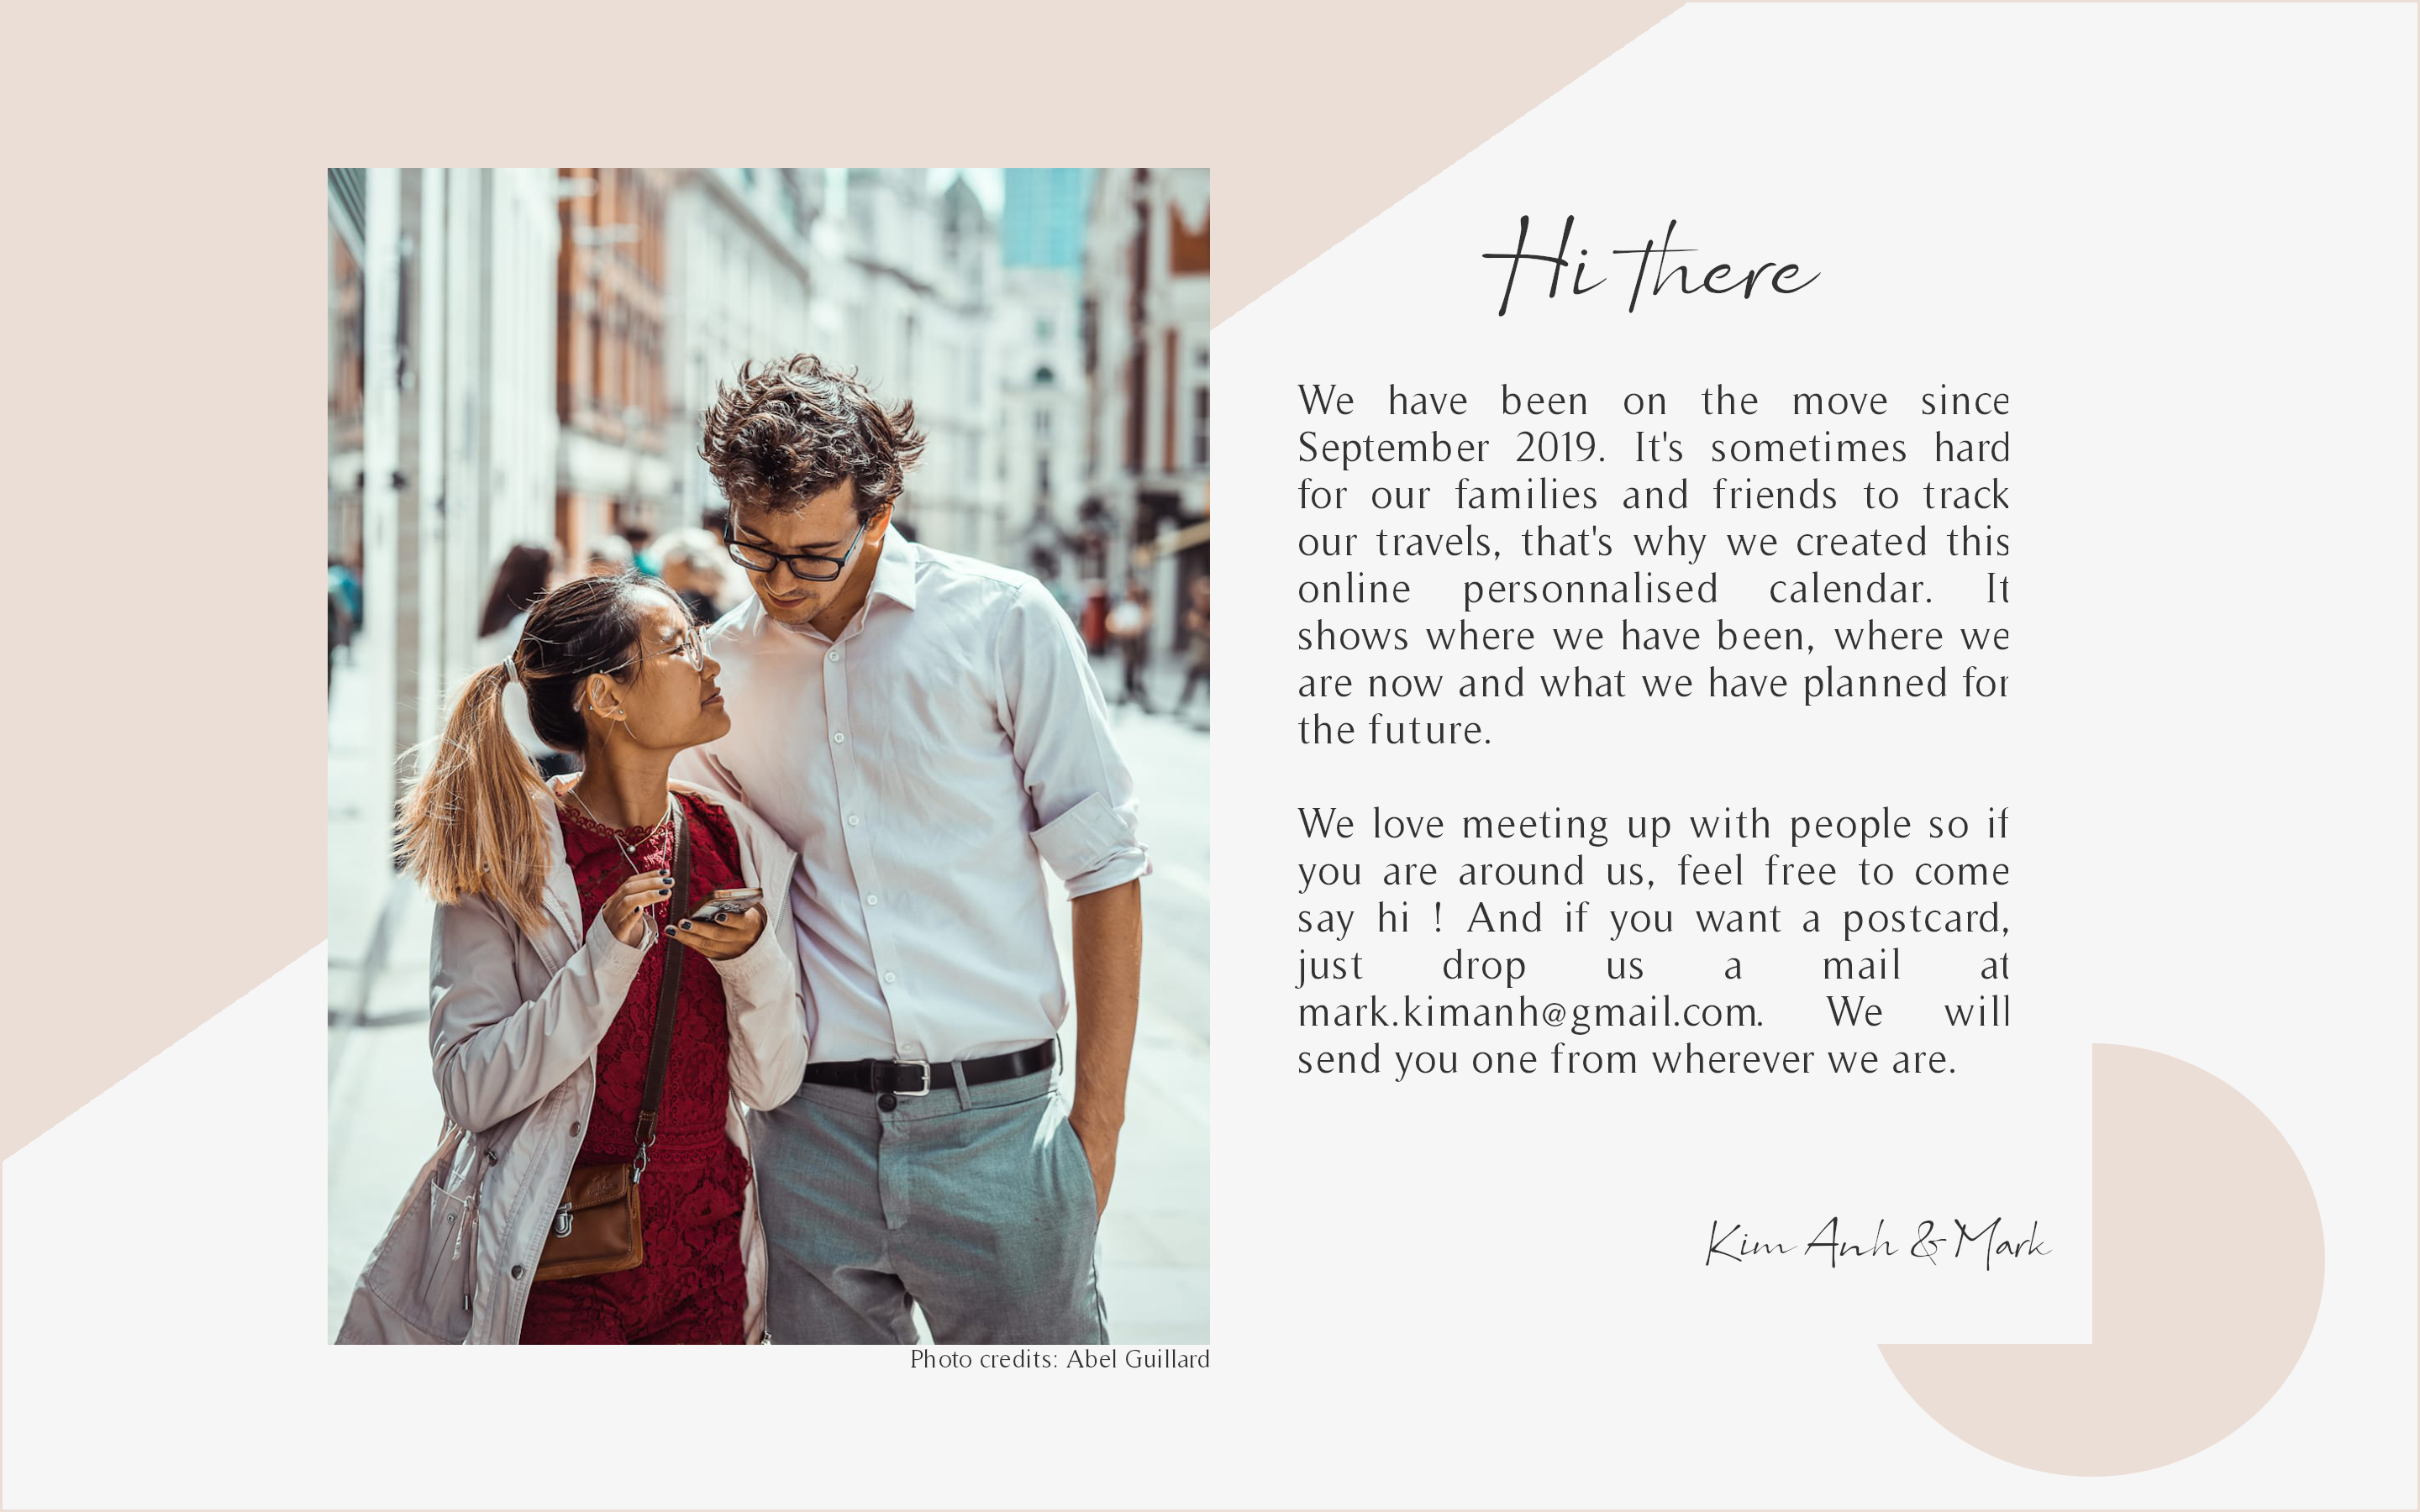 Hi there
We have been on the move since
September 2019. It's sometimes hard
for our families and friends to track
our travels, that's why we created this
online personnalised calendar. It
shows where we have been, where we
are now and what we have planned for
the future.
We love meeting up with people so if
you are around us, feel free to come
say hi ! And if you want a postcard,
just drop us a mail at
mark.kimanh@gmail.com. We will
send you one from wherever we are.
Kim Anh & Mark
Photo credits: Abel Guillard